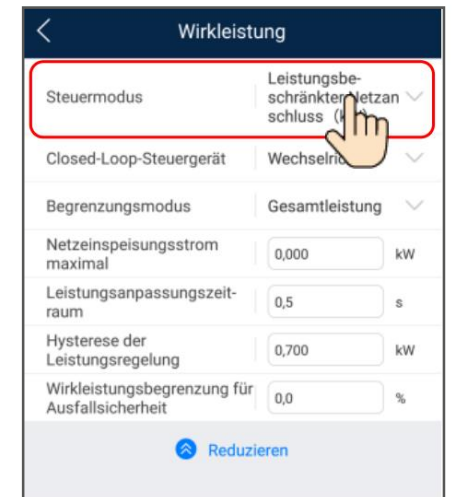 Wirkleistung
Steuermodus
Leistungsbe-
schränkter Netzan
schluss
Closed-Loop-Steuergerät
Begrenzungsmodus
Gesamtleistung
Netzeinspeisungsstrom
maximal
0,000 kW
Leistungsanpassungszeit-
raum
0,5 s
Hysterese der
Leistungsregelung
0,700 kW
Wirkleistungsbegrenzung für
Ausfallsicherheit
0,0 %
Reduzieren